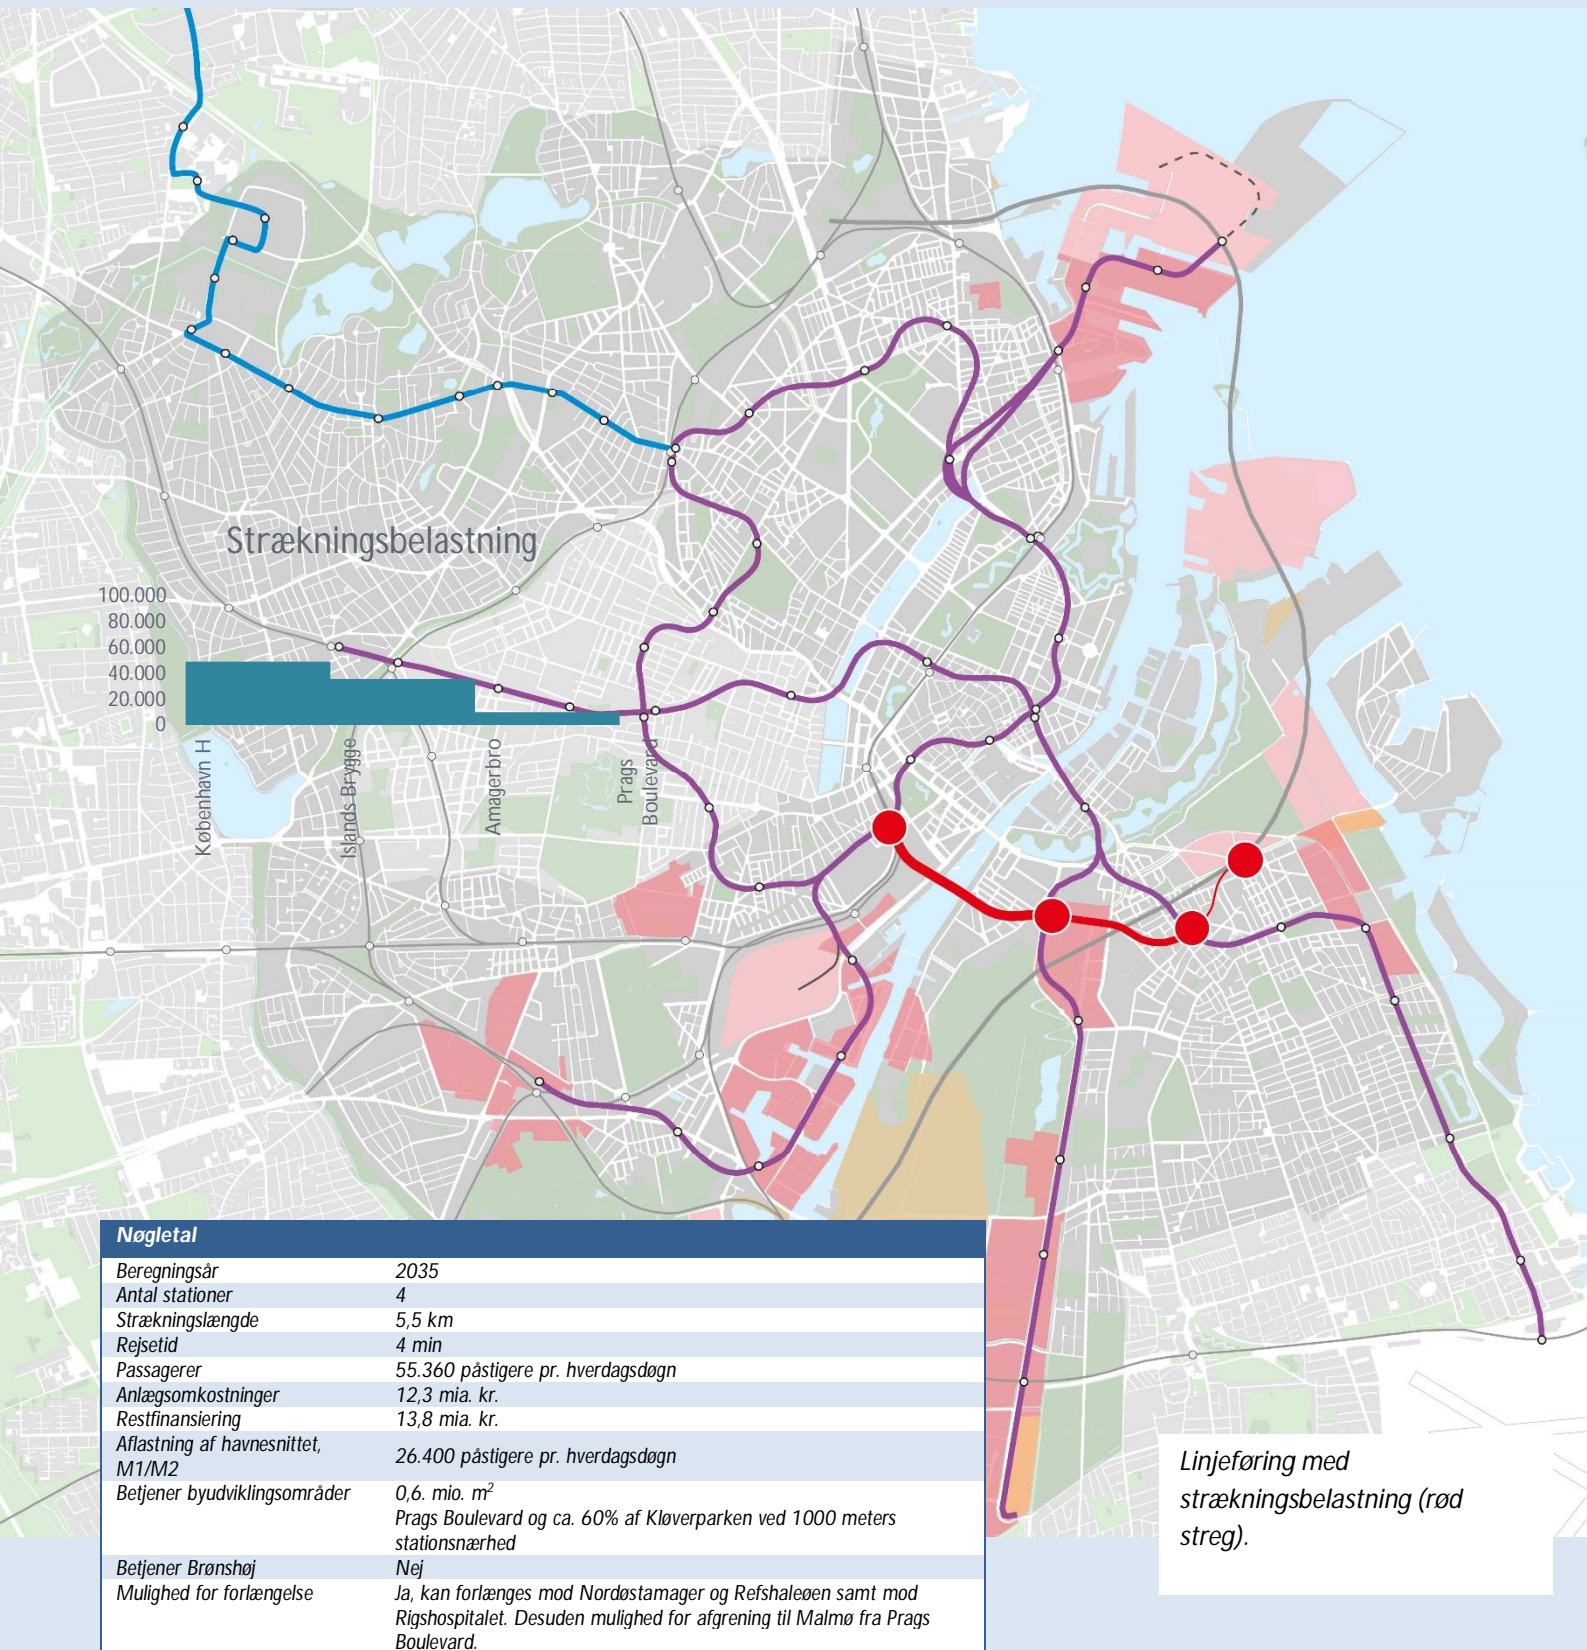 Strækningsbelastning
100.000
80.000
60.000
40.000
20.000
0
København H
Islands Brygge
Amagerbro
Prags
Boulevard
Nøgletal
Beregningsår 2035
Antal stationer 4
Strækningslængde 5,5 km
Rejsetid 4 min
Passagerer 55.360 påstigere pr. hverdagsdøgn
Anlægsomkostninger 12,3 mia. kr.
Restfinansiering 13,8 mia. kr.
Aflastning af havnesnittet,
M1/M2 26.400 påstigere pr. hverdagsdøgn
Betjener byudviklingsområder 0,6. mio. m²
Prags Boulevard og ca. 60% af Kløverparken ved 1000 meters
stationsnærhed
Betjener Brønshøj Nej
Mulighed for forlængelse Ja, kan forlænges mod Nordøstamager og Refshaleøen samt mod
Rigshospitalet. Desuden mulighed for afgrening til Malmø fra Prags
Boulevard.
Linjeføring med
strækningsbelastning (rød
streg).